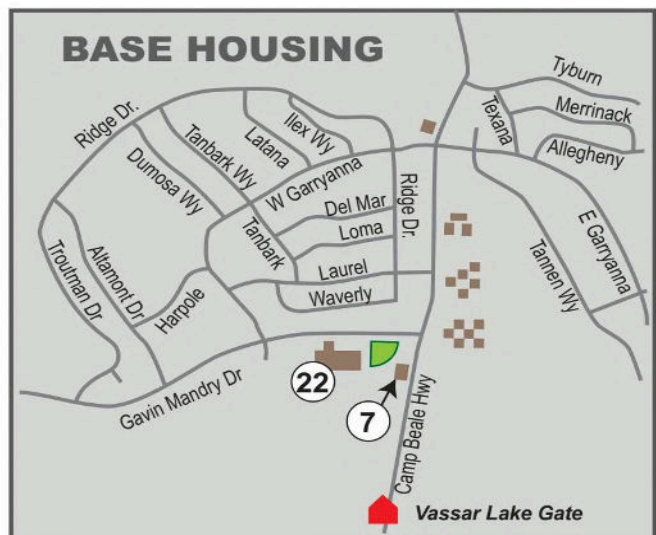 BASE HOUSING
Tyburn
Merrinack
Texana
Allegheny
Ridge Dr.
Ilex Wy
Latana
Tanbark Wy
Dumosa Wy
W Garryanna
Del Mar
Ridge Dr.
Loma
Tanbark
E Garryanna
Tannen Wy
Laurel
Waverly
Altamont Dr
Troutman Dr
Harpole
Gavin Mandry Dr
22
7
Camp Beale Hwy
Vassar Lake Gate